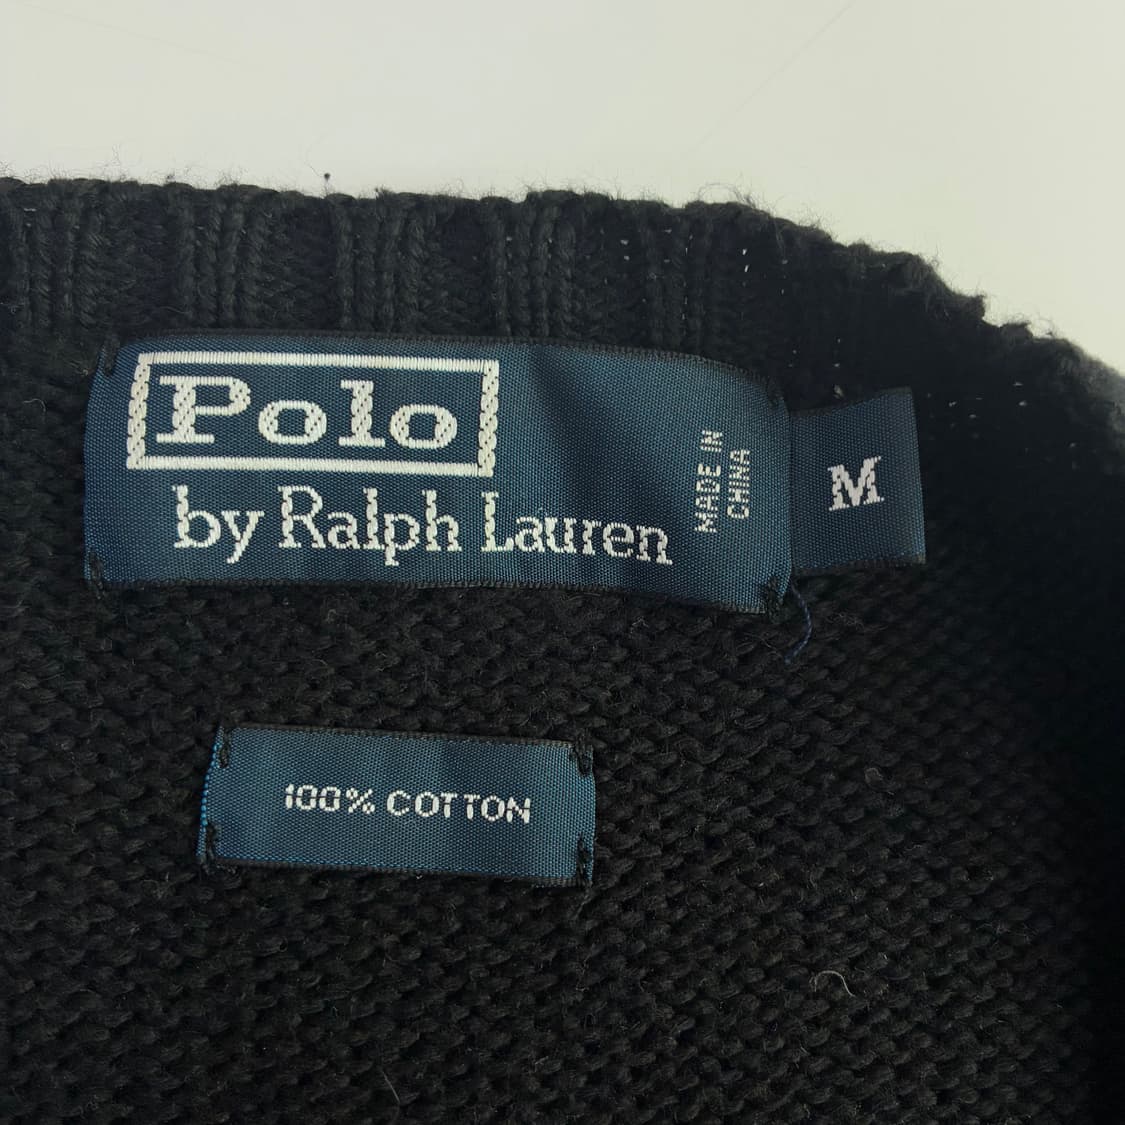 Polo
by Ralph Lauren
MADE IN
CHINA
M
100% COTTON